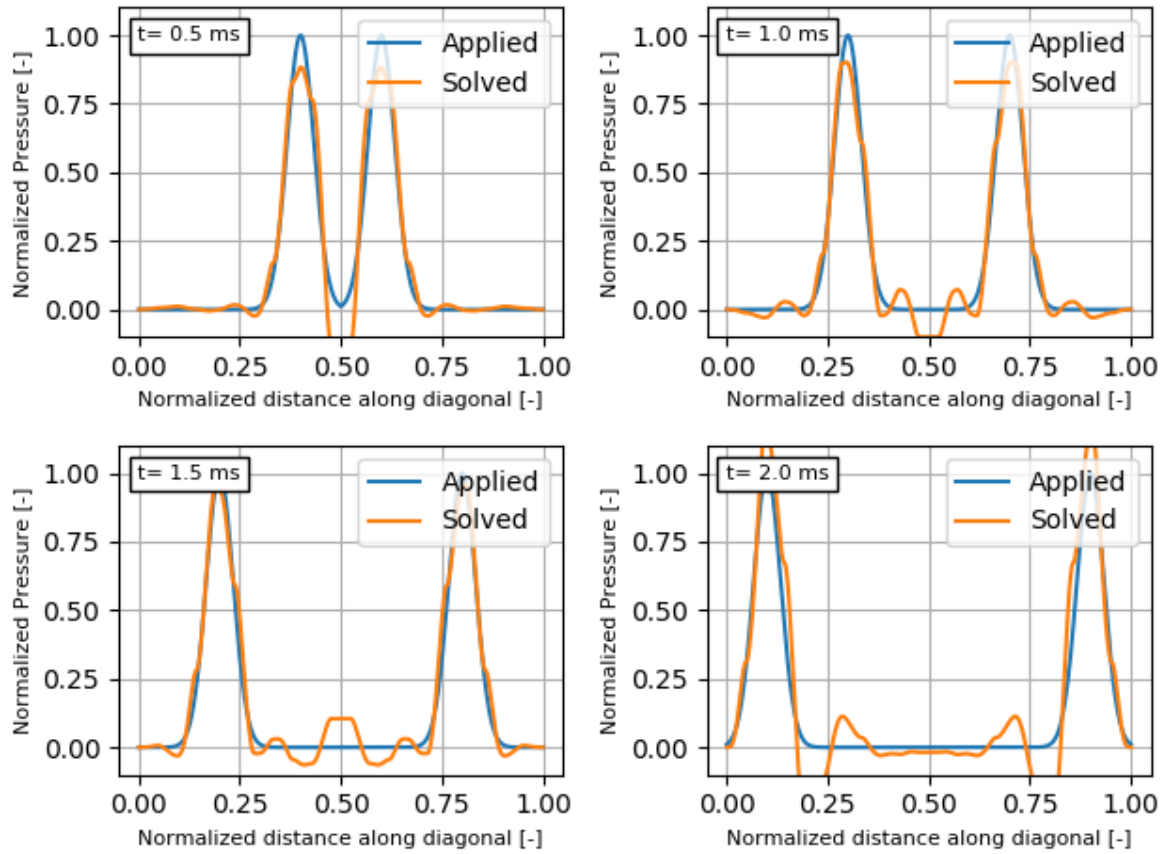 t= 0.5 ms
Applied
Solved
1.00
0.75
0.50
0.25
0.00
Normalized Pressure [-]
0.00 0.25 0.50 0.75 1.00
Normalized distance along diagonal [-]
t= 1.0 ms
Applied
Solved
1.00
0.75
0.50
0.25
0.00
Normalized Pressure [-]
0.00 0.25 0.50 0.75 1.00
Normalized distance along diagonal [-]
t= 1.5 ms
Applied
Solved
1.00
0.75
0.50
0.25
0.00
Normalized Pressure [-]
0.00 0.25 0.50 0.75 1.00
Normalized distance along diagonal [-]
t= 2.0 ms
Applied
Solved
1.00
0.75
0.50
0.25
0.00
Normalized Pressure [-]
0.00 0.25 0.50 0.75 1.00
Normalized distance along diagonal [-]